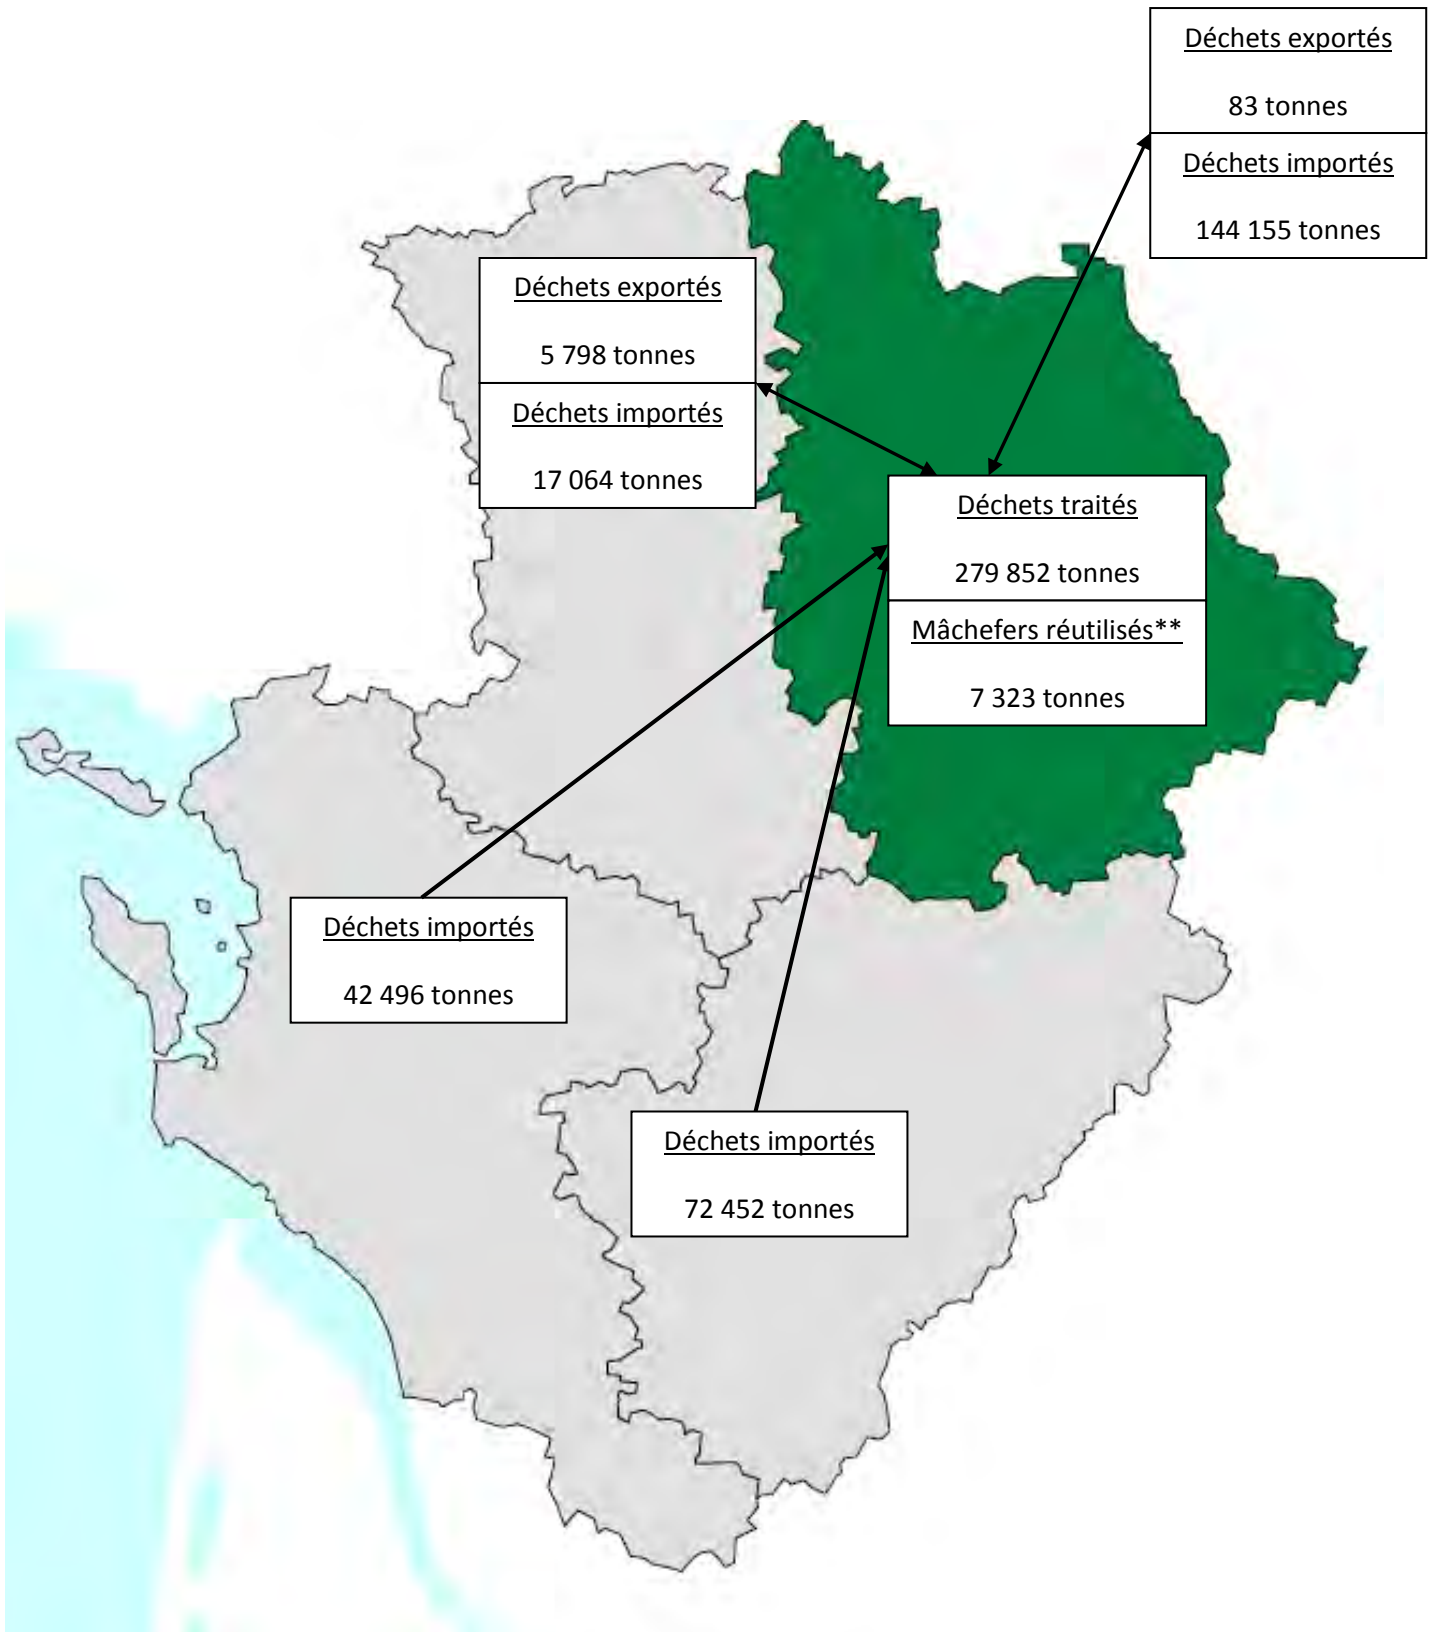 Déchets exportés
83 tonnes
Déchets importés
144 155 tonnes
Déchets exportés
5 798 tonnes
Déchets importés
17 064 tonnes
Déchets traités
279 852 tonnes
Mâchefers réutilisés**
7 323 tonnes
Déchets importés
42 496 tonnes
Déchets importés
72 452 tonnes